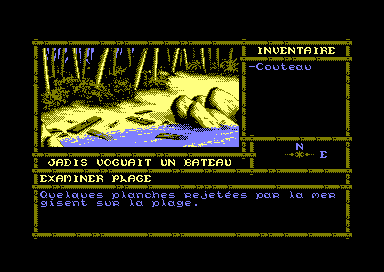 INVENTAIRE
-Couteau
N
E
JADIS VOGUAIT UN BATEAU
EXAMINER PLAGE
Quelques planches rejetées par la mer
gisent sur la plage.